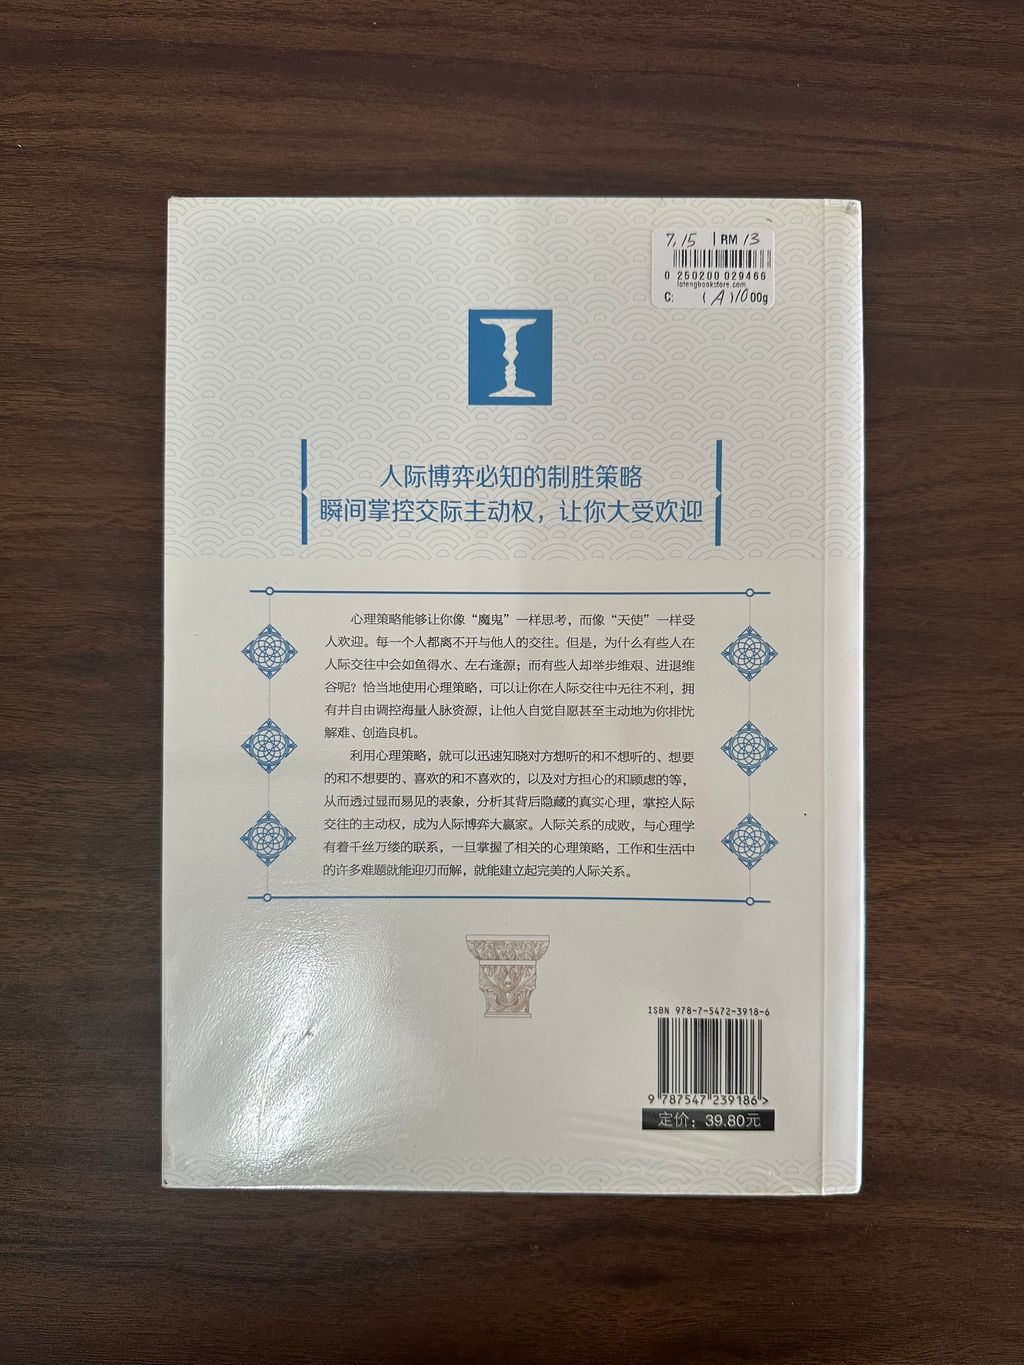 7.15 | RM 13
0 250200 029466
lotengbookstore.com
C: (A)10 00g
人际博弈必知的制胜策略
瞬间掌控交际主动权，让你大受欢迎
心理策略能够让你像“魔鬼”一样思考，而像“天使”一样受
人欢迎。每一个人都离不开与他人的交往。但是，为什么有些人在
人际交往中会如鱼得水、左右逢源；而有些人却举步维艰、进退维
谷呢？恰当地使用心理策略，可以让你在人际交往中无往不利，拥
有并自由调控海量人脉资源，让他人自觉自愿甚至主动地为你排忧
解难、创造良机。
利用心理策略，就可以迅速知晓对方想听的和不想听的、想要
的和不想要的、喜欢的和不喜欢的，以及对方担心的和顾虑的等，
从而透过显而易见的表象，分析其背后隐藏的真实心理，掌控人际
交往的主动权，成为人际博弈大赢家。人际关系的成败，与心理学
有着千丝万缕的联系，一旦掌握了相关的心理策略，工作和生活中
的许多难题就能迎刃而解，就能建立起完美的人际关系。
ISBN 978-7-5472-3918-6
9 787547 239186 >
定价：39.80元